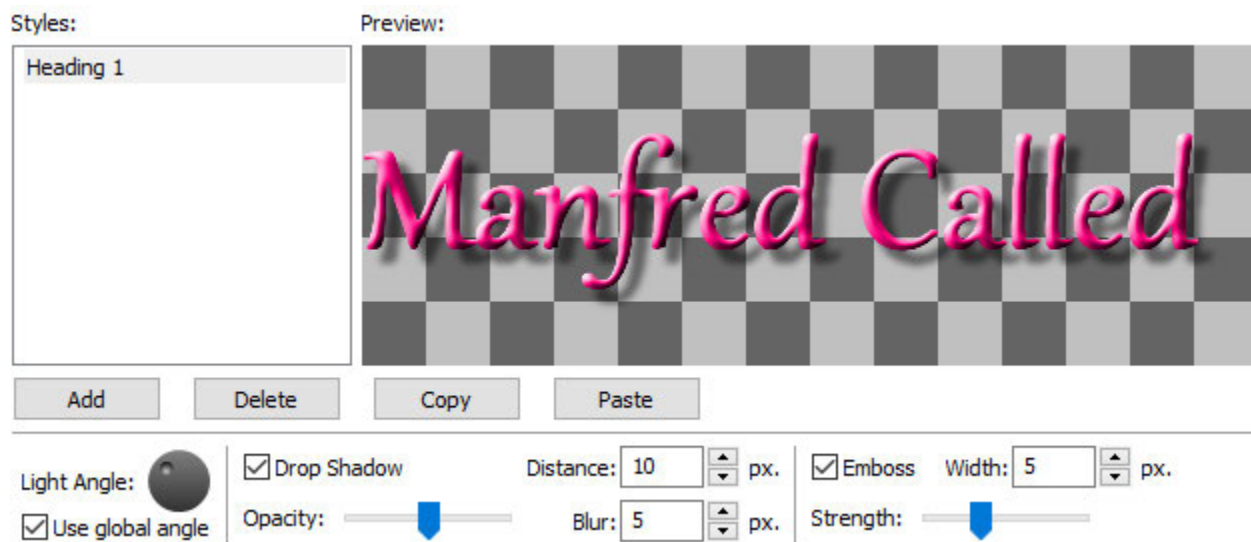 Styles:
Preview:
Heading 1
Manfred Called
Add
Delete
Copy
Paste
Light Angle:
Use global angle
Drop Shadow
Distance: 10 px.
Opacity:
Blur: 5 px.
Emboss
Width: 5 px.
Strength: